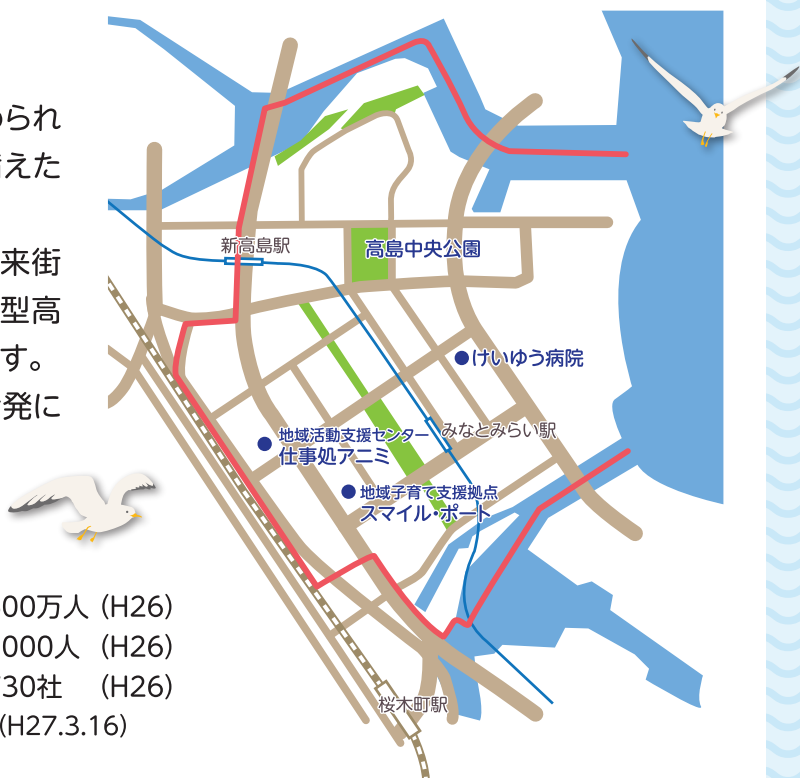 られ
えた
来街
型高
す。
発に
新高島駅
高島中央公園
けいゆう病院
みなとみらい駅
地域活動支援センター
仕事処アニミ
地域子育て支援拠点
スマイル・ポート
桜木町駅
00万人（H26）
000人（H26）
30社（H26）
（H27.3.16）